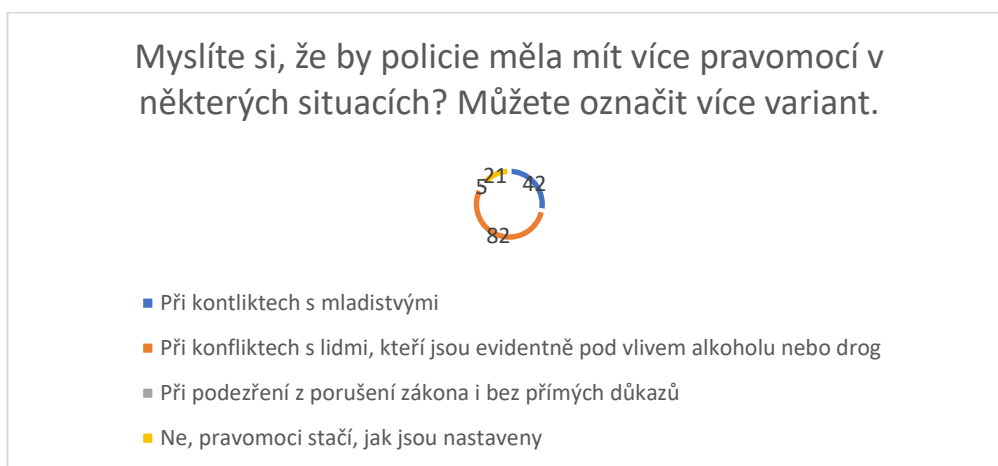 Myslíte si, že by policie měla mít více pravomocí v
některých situacích? Můžete označit více variant.
21
42
5
82
Při kontliktech s mladistvými
Při konfliktech s lidmi, kteří jsou evidentně pod vlivem alkoholu nebo drog
Při podezření z porušení zákona i bez přímých důkazů
Ne, pravomoci stačí, jak jsou nastaveny